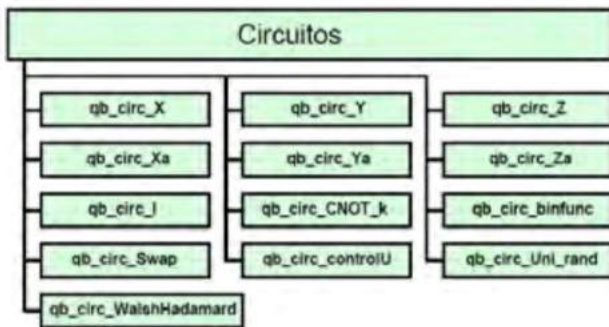 Circuitos
qb_circ_X
qb_circ_Y
qb_circ_Z
qb_circ_Xa
qb_circ_Ya
qb_circ_Za
qb_circ_I
qb_circ_CNOT_k
qb_circ_binfunc
qb_circ_Swap
qb_circ_controlU
qb_circ_Uni_rand
qb_circ_WalshHadamard